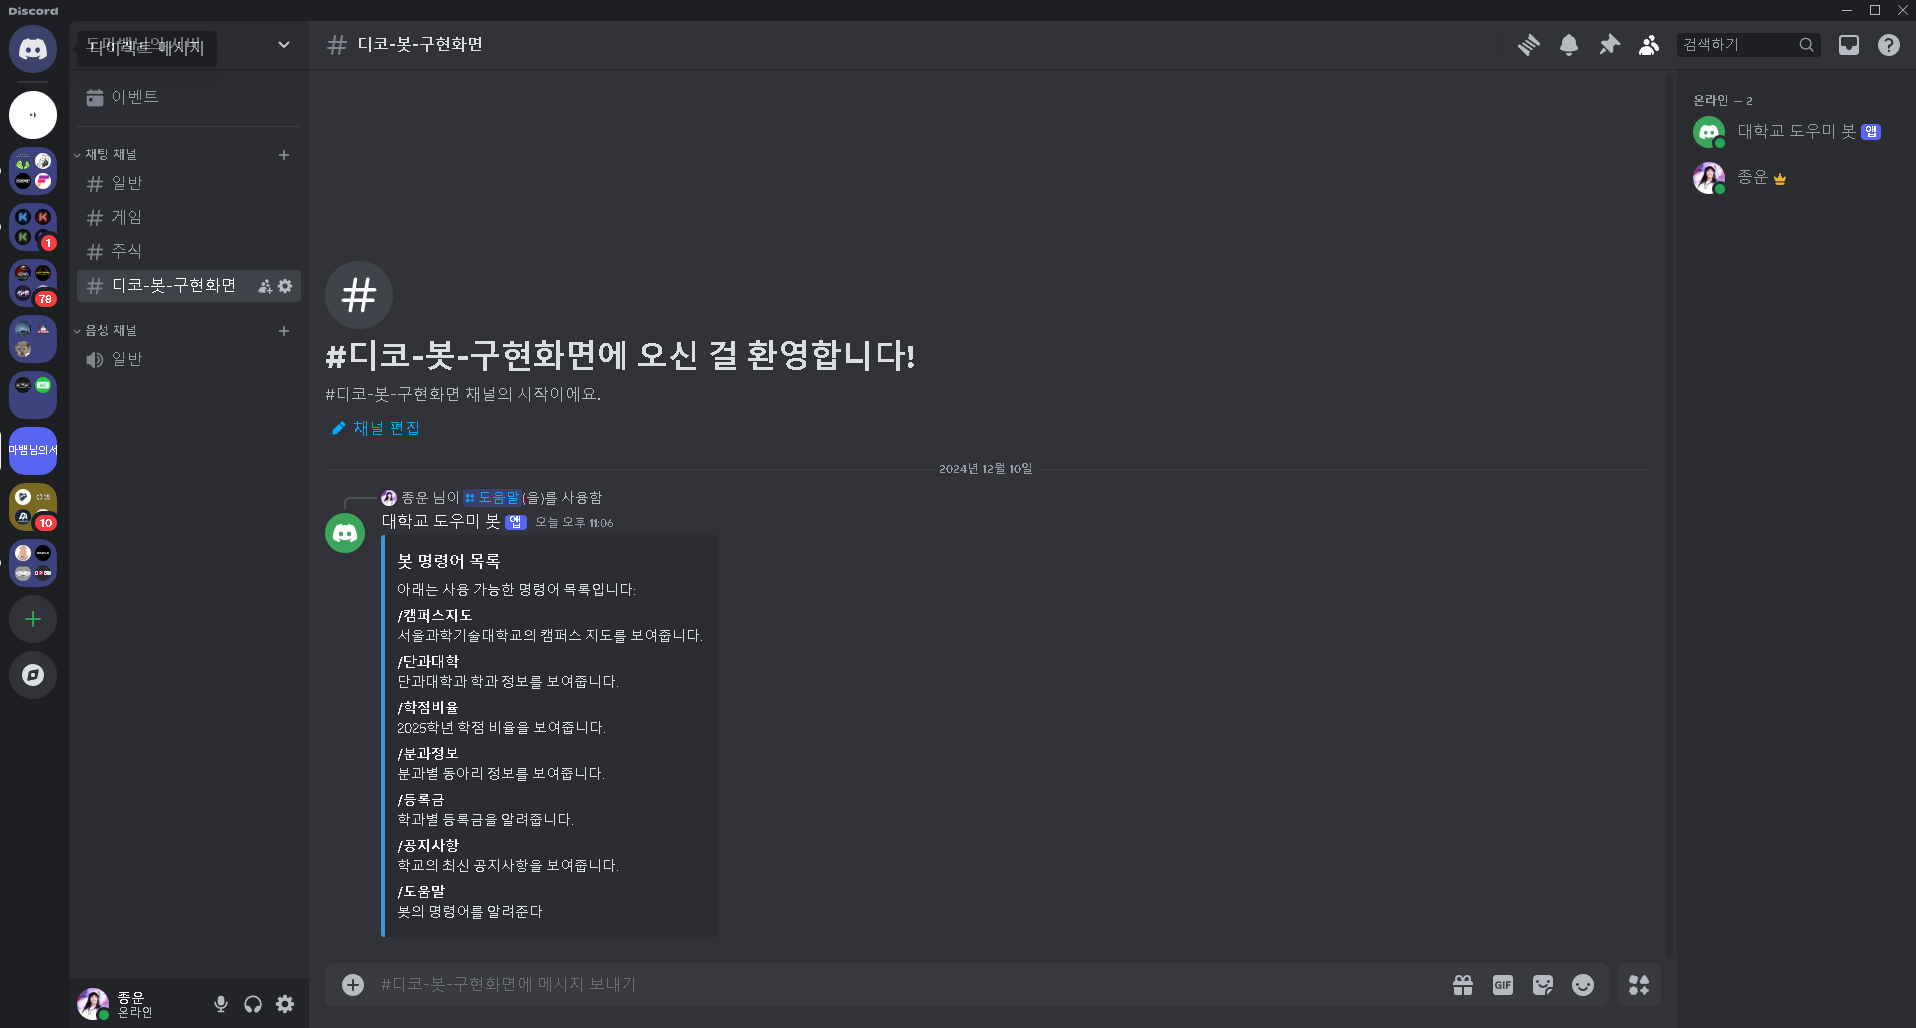 Discord
다이렉트 메시지
디코-봇-구현화면
검색하기
이벤트
채팅 채널
일반
게임
주식
디코-봇-구현화면
음성 채널
일반
1
78
마뱀님의서
10
#디코-봇-구현화면에 오신 걸 환영합니다!
#디코-봇-구현화면 채널의 시작이에요.
채널 편집
2024년 12월 10일
종운 님이 도움말(을)를 사용함
대학교 도우미 봇 앱 오늘 오후 11:06
봇 명령어 목록
아래는 사용 가능한 명령어 목록입니다:
/캠퍼스지도
서울과학기술대학교의 캠퍼스 지도를 보여줍니다.
/단과대학
단과대학과 학과 정보를 보여줍니다.
/학점비율
2025학년 학점 비율을 보여줍니다.
/분과정보
분과별 동아리 정보를 보여줍니다.
/등록금
학과별 등록금을 알려줍니다.
/공지사항
학교의 최신 공지사항을 보여줍니다.
/도움말
봇의 명령어를 알려준다
#디코-봇-구현화면에 메시지 보내기
GIF
종운
온라인
온라인 – 2
대학교 도우미 봇 앱
종운